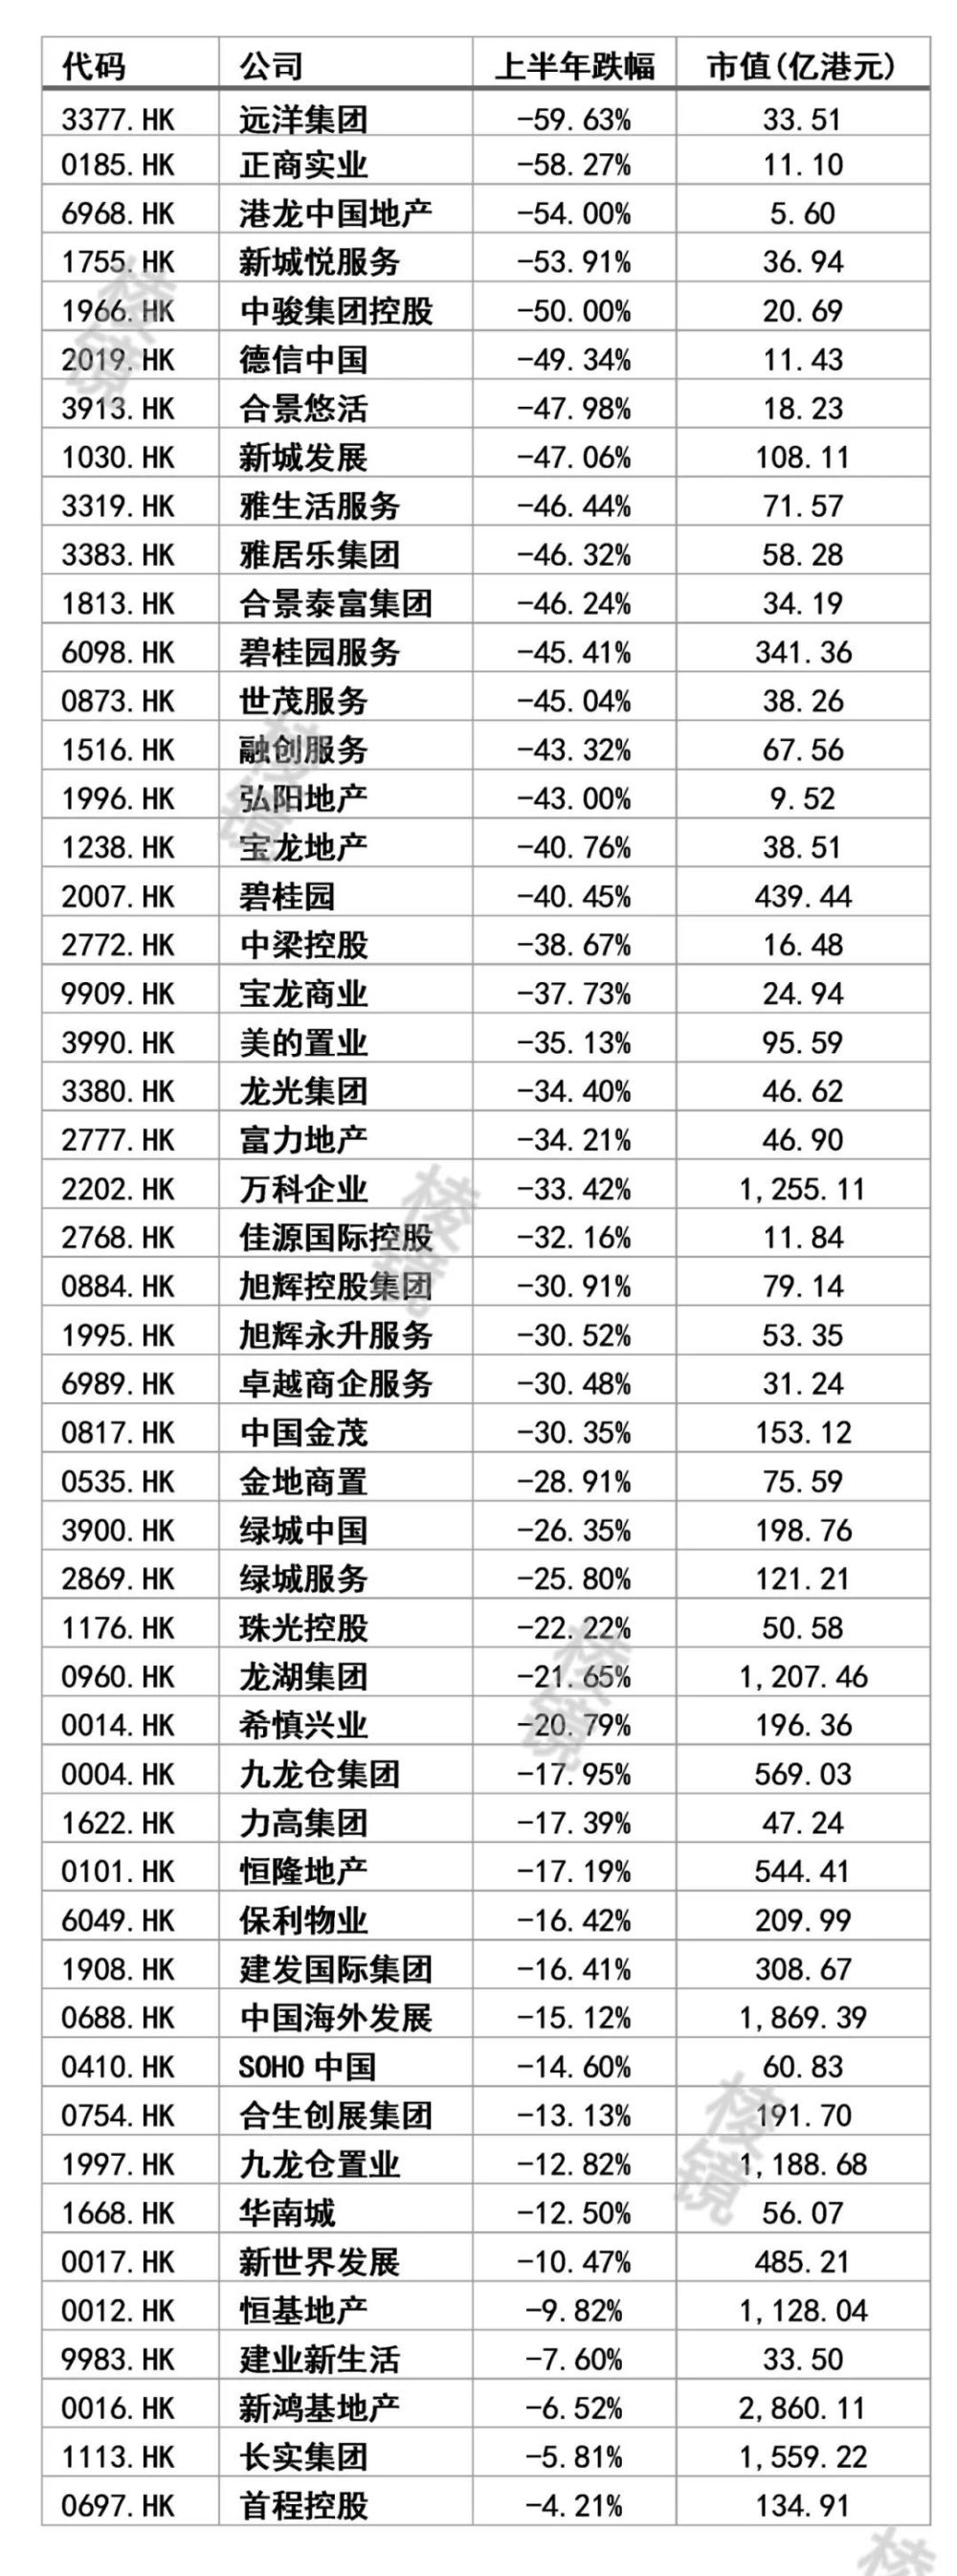 代码 公司 上半年跌幅 市值(亿港元)
3377.HK 远洋集团 -59.63% 33.51
0185.HK 正商实业 -58.27% 11.10
6968.HK 港龙中国地产 -54.00% 5.60
1755.HK 新城悦服务 -53.91% 36.94
1966.HK 中骏集团控股 -50.00% 20.69
2019.HK 德信中国 -49.34% 11.43
3913.HK 合景悠活 -47.98% 18.23
1030.HK 新城发展 -47.06% 108.11
3319.HK 雅生活服务 -46.44% 71.57
3383.HK 雅居乐集团 -46.32% 58.28
1813.HK 合景泰富集团 -46.24% 34.19
6098.HK 碧桂园服务 -45.41% 341.36
0873.HK 世茂服务 -45.04% 38.26
1516.HK 融创服务 -43.32% 67.56
1996.HK 弘阳地产 -43.00% 9.52
1238.HK 宝龙地产 -40.76% 38.51
2007.HK 碧桂园 -40.45% 439.44
2772.HK 中梁控股 -38.67% 16.48
9909.HK 宝龙商业 -37.73% 24.94
3990.HK 美的置业 -35.13% 95.59
3380.HK 龙光集团 -34.40% 46.62
2777.HK 富力地产 -34.21% 46.90
2202.HK 万科企业 -33.42% 1,255.11
2768.HK 佳源国际控股 -32.16% 11.84
0884.HK 旭辉控股集团 -30.91% 79.14
1995.HK 旭辉永升服务 -30.52% 53.35
6989.HK 卓越商企服务 -30.48% 31.24
0817.HK 中国金茂 -30.35% 153.12
0535.HK 金地商置 -28.91% 75.59
3900.HK 绿城中国 -26.35% 198.76
2869.HK 绿城服务 -25.80% 121.21
1176.HK 珠光控股 -22.22% 50.58
0960.HK 龙湖集团 -21.65% 1,207.46
0014.HK 希慎兴业 -20.79% 196.36
0004.HK 九龙仓集团 -17.95% 569.03
1622.HK 力高集团 -17.39% 47.24
0101.HK 恒隆地产 -17.19% 544.41
6049.HK 保利物业 -16.42% 209.99
1908.HK 建发国际集团 -16.41% 308.67
0688.HK 中国海外发展 -15.12% 1,869.39
0410.HK SOHO 中国 -14.60% 60.83
0754.HK 合生创展集团 -13.13% 191.70
1997.HK 九龙仓置业 -12.82% 1,188.68
1668.HK 华南城 -12.50% 56.07
0017.HK 新世界发展 -10.47% 485.21
0012.HK 恒基地产 -9.82% 1,128.04
9983.HK 建业新生活 -7.60% 33.50
0016.HK 新鸿基地产 -6.52% 2,860.11
1113.HK 长实集团 -5.81% 1,559.22
0697.HK 首程控股 -4.21% 134.91
棱镜
棱镜
棱镜
棱镜
棱镜
棱